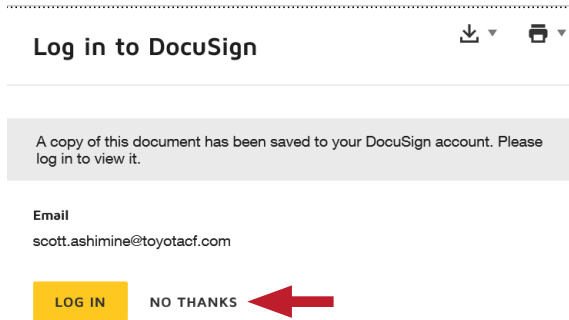 Log in to DocuSign
A copy of this document has been saved to your DocuSign account. Please
log in to view it.
Email
scott.ashimine@toyotacf.com
LOG IN NO THANKS